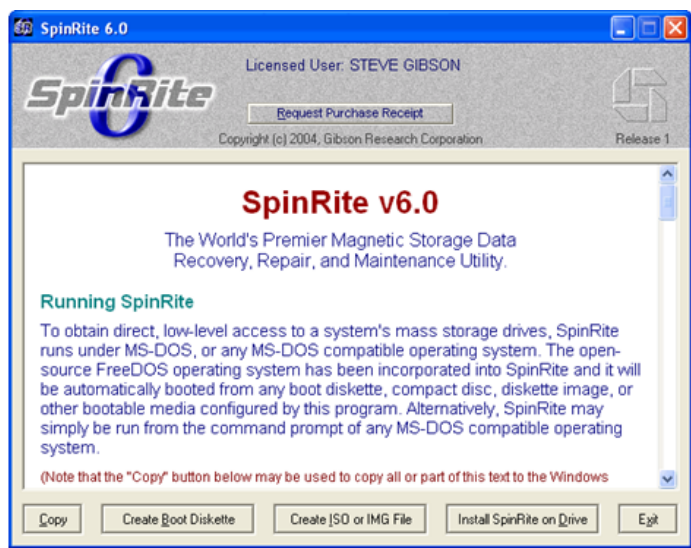 SpinRite 6.0
Licensed User: STEVE GIBSON
SpinRite
6
Request Purchase Receipt
Copyright (c) 2004, Gibson Research Corporation
Release 1
SpinRite v6.0
The World's Premier Magnetic Storage Data
Recovery, Repair, and Maintenance Utility.
Running SpinRite
To obtain direct, low-level access to a system's mass storage drives, SpinRite
runs under MS-DOS, or any MS-DOS compatible operating system. The open-
source FreeDOS operating system has been incorporated into SpinRite and it will
be automatically booted from any boot diskette, compact disc, diskette image, or
other bootable media configured by this program. Alternatively, SpinRite may
simply be run from the command prompt of any MS-DOS compatible operating
system.
(Note that the "Copy" button below may be used to copy all or part of this text to the Windows
Copy Create Boot Diskette Create ISO or IMG File Install SpinRite on Drive Exit